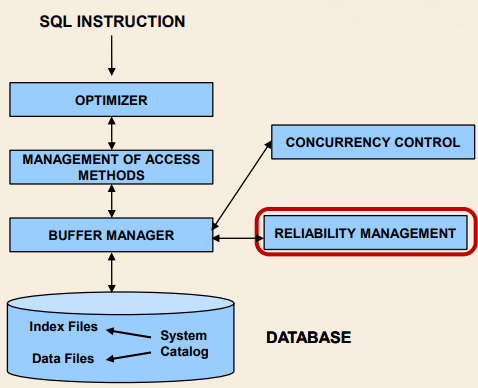 SQL INSTRUCTION
OPTIMIZER
MANAGEMENT OF ACCESS
METHODS
CONCURRENCY CONTROL
BUFFER MANAGER
RELIABILITY MANAGEMENT
Index Files
System
Catalog
Data Files
DATABASE